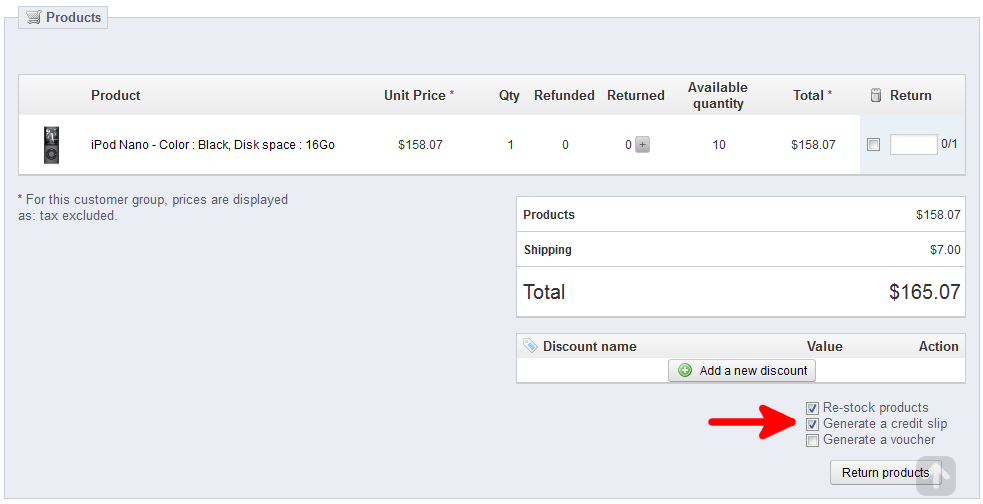 Products
Product Unit Price * Qty Refunded Returned Available quantity Total * Return
iPod Nano - Color : Black, Disk space : 16Go $158.07 1 0 0 + 10 $158.07 0/1
* For this customer group, prices are displayed
as: tax excluded.
Products $158.07
Shipping $7.00
Total $165.07
Discount name Value Action
Add a new discount
Re-stock products
Generate a credit slip
Generate a voucher
Return products